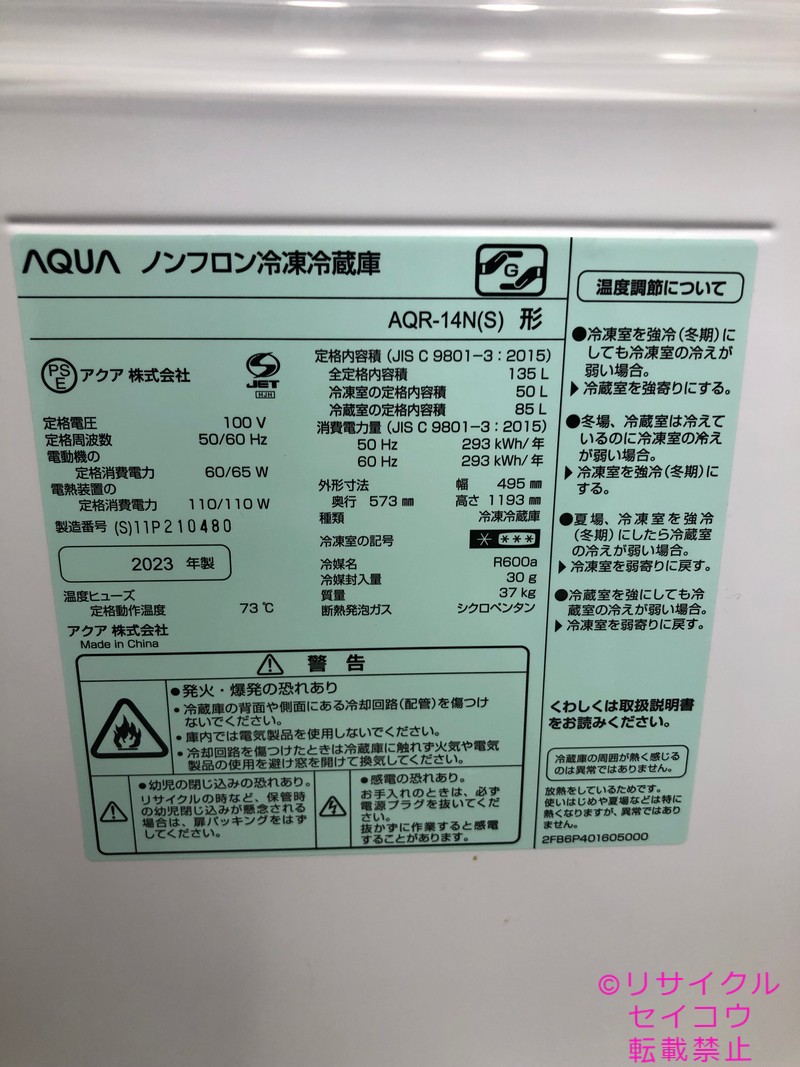 AQUA ノンフロン冷凍冷蔵庫
G
AQR-14N(S) 形
PS
E
アクア 株式会社
S
JET
HJH
定格電圧 100 V
定格周波数 50/60 Hz
電動機の
定格消費電力 60/65 W
電熱装置の
定格消費電力 110/110 W
製造番号 (S)11P210480
2023 年製
温度ヒューズ
定格動作温度 73 ℃
アクア 株式会社
Made in China
定格内容積 (JIS C 9801-3:2015)
全定格内容積 135 L
冷凍室の定格内容積 50 L
冷蔵室の定格内容積 85 L
消費電力量 (JIS C 9801-3:2015)
50 Hz 293 kWh/年
60 Hz 293 kWh/年
外形寸法 幅 495 ㎜
奥行 573 ㎜ 高さ 1193 ㎜
種類 冷凍冷蔵庫
冷凍室の記号 * ***
冷媒名 R600a
冷媒封入量 30 g
質量 37 kg
断熱発泡ガス シクロペンタン
⚠ 警告
●発火・爆発の恐れあり
・冷蔵庫の背面や側面にある冷却回路(配管)を傷つけ
ないでください。
・庫内では電気製品を使用しないでください。
・冷却回路を傷つけたときは冷蔵庫に触れず火気や電気
製品の使用を避け窓を開けて換気してください。
●幼児の閉じ込みの恐れあり。
リサイクルの時など、保管時
の幼児閉じ込みが懸念される
場合は、扉パッキングをはず
してください。
●感電の恐れあり。
お手入れのときは、必ず
電源プラグを抜いてくだ
さい。
抜かずに作業すると感電
することがあります。
温度調節について
●冷凍室を強冷(冬期)に
しても冷凍室の冷えが
弱い場合。
▶冷蔵室を強寄りにする。
●冬場、冷蔵室は冷えて
いるのに冷凍室の冷え
が弱い場合。
▶冷凍室を強冷(冬期)に
する。
●夏場、冷凍室を強冷
(冬期)にしたら冷蔵室
の冷えが弱い場合。
▶冷凍室を弱寄りに戻す。
●冷蔵室を強にしても冷
蔵室の冷えが弱い場合。
▶冷凍室を弱寄りに戻す。
くわしくは取扱説明書
をお読みください。
冷蔵庫の周囲が熱く感じる
のは異常ではありません。
放熱をしているためです。
使いはじめや夏場などは特に
熱くなりますが、異常ではあり
ません。
2FB6P401605000
©リサイクル
セイコウ
転載禁止